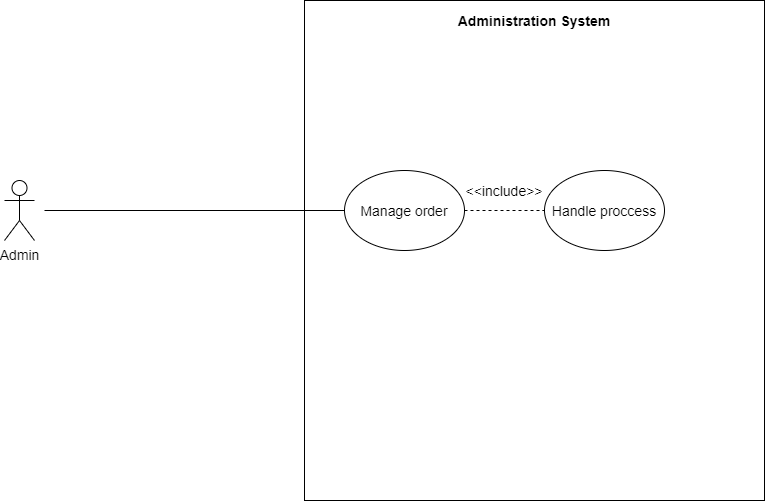 Administration System
<<include>>
Manage order
Handle proccess
Admin